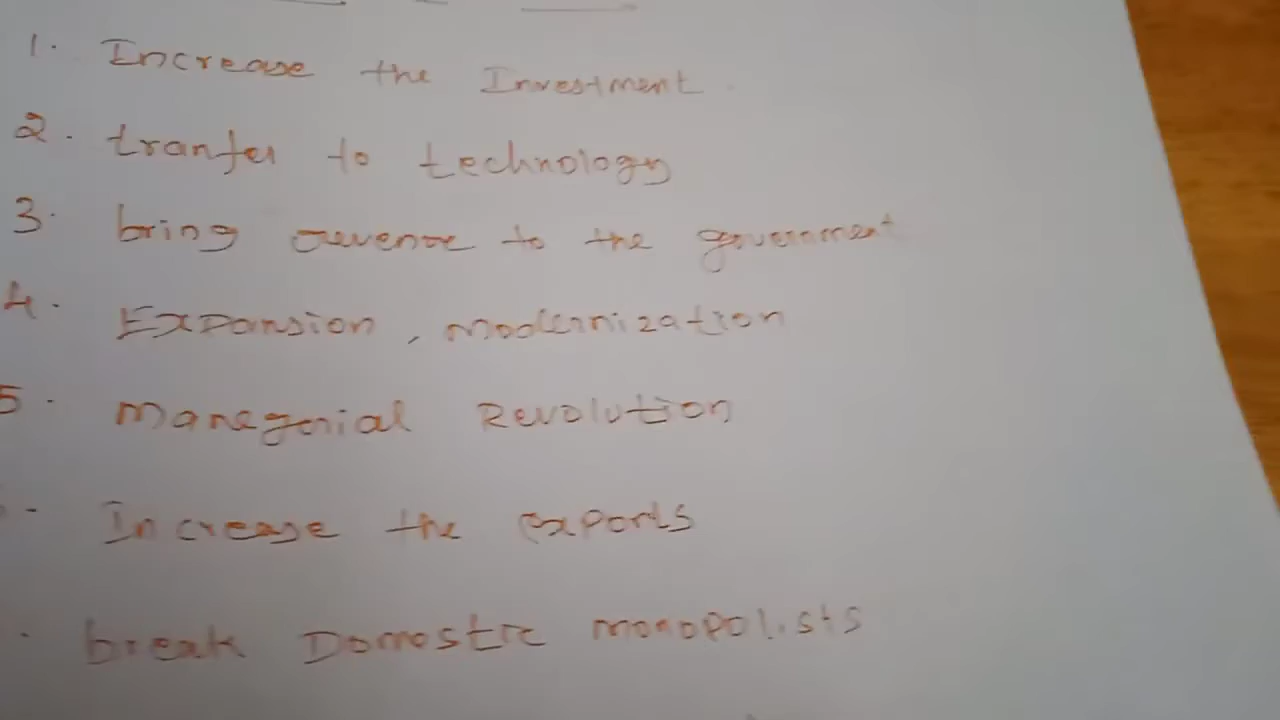 1. Increase the Investment.
2. tranfer to technology
3. bring revenue to the government
4. Expansion, modernization
5. Manegerial Revolution
- Increase the exports
. break Domestic monopolists